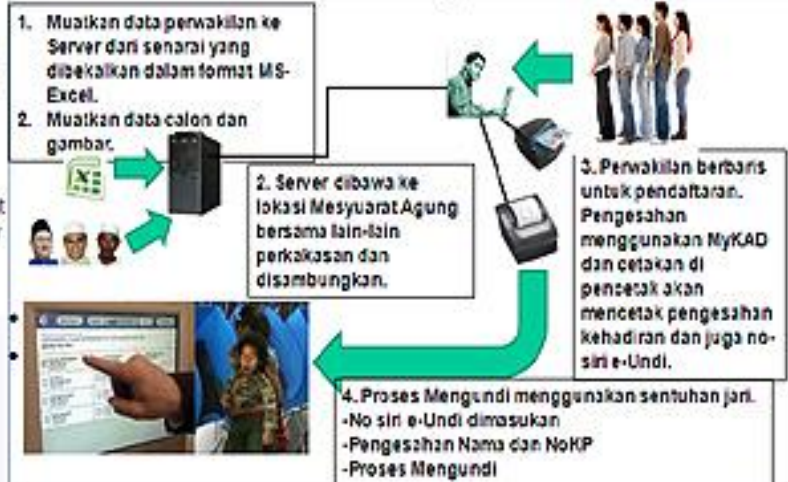 1. Muatkan data perwakilan ke
Server dari senarai yang
dibekalkan dalam format MS-
Excel.
2. Muatkan data calon dan
gambar.
2. Server dibawa ke
lokasi Mesyuarat Agung
bersama lain-lain
perkakasan dan
disambungkan.
3. Perwakilan berbaris
untuk pendaftaran.
Pengesahan
menggunakan MyKAD
dan cetakan di
pencetak akan
mencetak pengesahan
kehadiran dan juga no-
siri e-Undi.
4. Proses Mengundi menggunakan sentuhan jari.
-No siri e-Undi dimasukan
-Pengesahan Nama dan NoKP
-Proses Mengundi